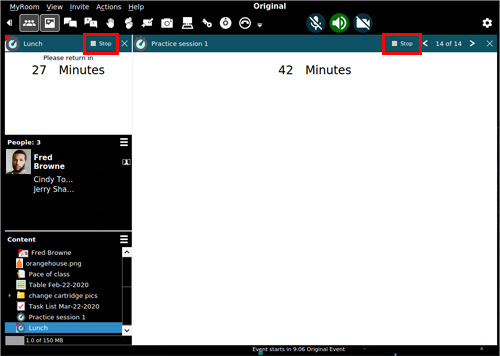 Original
MyRoom View Invite Actions Help
Lunch Stop
Please return in
27 Minutes
Practice session 1 Stop 14 of 14
42 Minutes
People: 3
Fred
Browne
Cindy To...
Jerry Sha...
Content
Fred Browne
orangehouse.png
Pace of class
Table Feb-22-2020
change cartridge pics
Task List Mar-22-2020
Practice session 1
Lunch
1.0 of 150 MB
Event starts in 9:06 Original Event